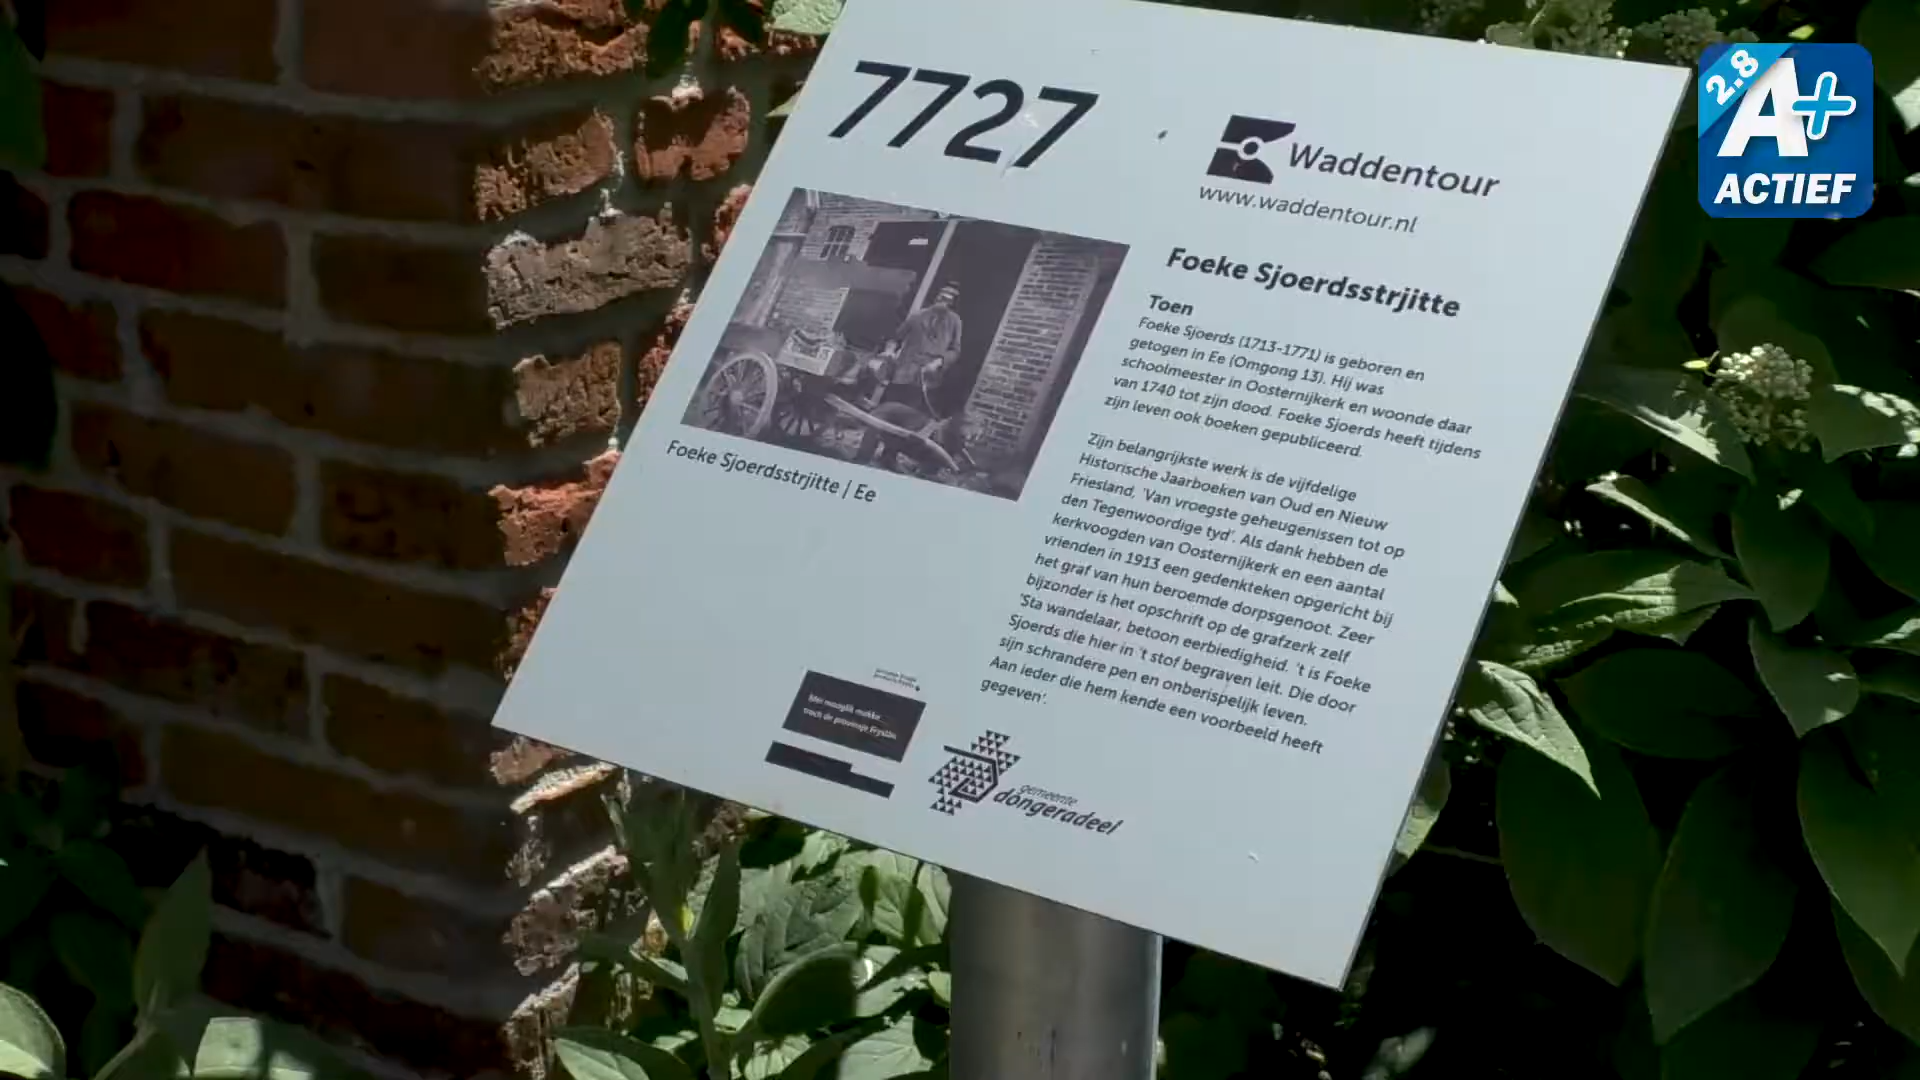 7727
Waddentour
www.waddentour.nl
Foeke Sjoerdsstrjitte
Toen
Foeke Sjoerds (1713-1771) is geboren en
getogen in Ee (Omgong 13). Hij was
schoolmeester in Oosternijkerk en woonde daar
van 1740 tot zijn dood. Foeke Sjoerds heeft tijdens
zijn leven ook boeken gepubliceerd.
Zijn belangrijkste werk is de vijfdelige
Historische Jaarboeken van Oud en Nieuw
Friesland, 'Van vroegste geheugenissen tot op
den Tegenwoordige tyd'. Als dank hebben de
kerkvoogden van Oosternijkerk en een aantal
vrienden in 1913 een gedenkteken opgericht bij
het graf van hun beroemde dorpsgenoot. Zeer
bijzonder is het opschrift op de grafzerk zelf
'Sta wandelaar, betoon eerbiedigheid. 't is Foeke
Sjoerds die hier in 't stof begraven leit. Die door
sijn schrandere pen en onberispelijk leven.
Aan ieder die hem kende een voorbeeld heeft
gegeven'.
Foeke Sjoerdsstrjitte | Ee
Mei mooglik makke
troch de provinsje Fryslân
gemeente
dongeradeel
2.8
A+
ACTIEF